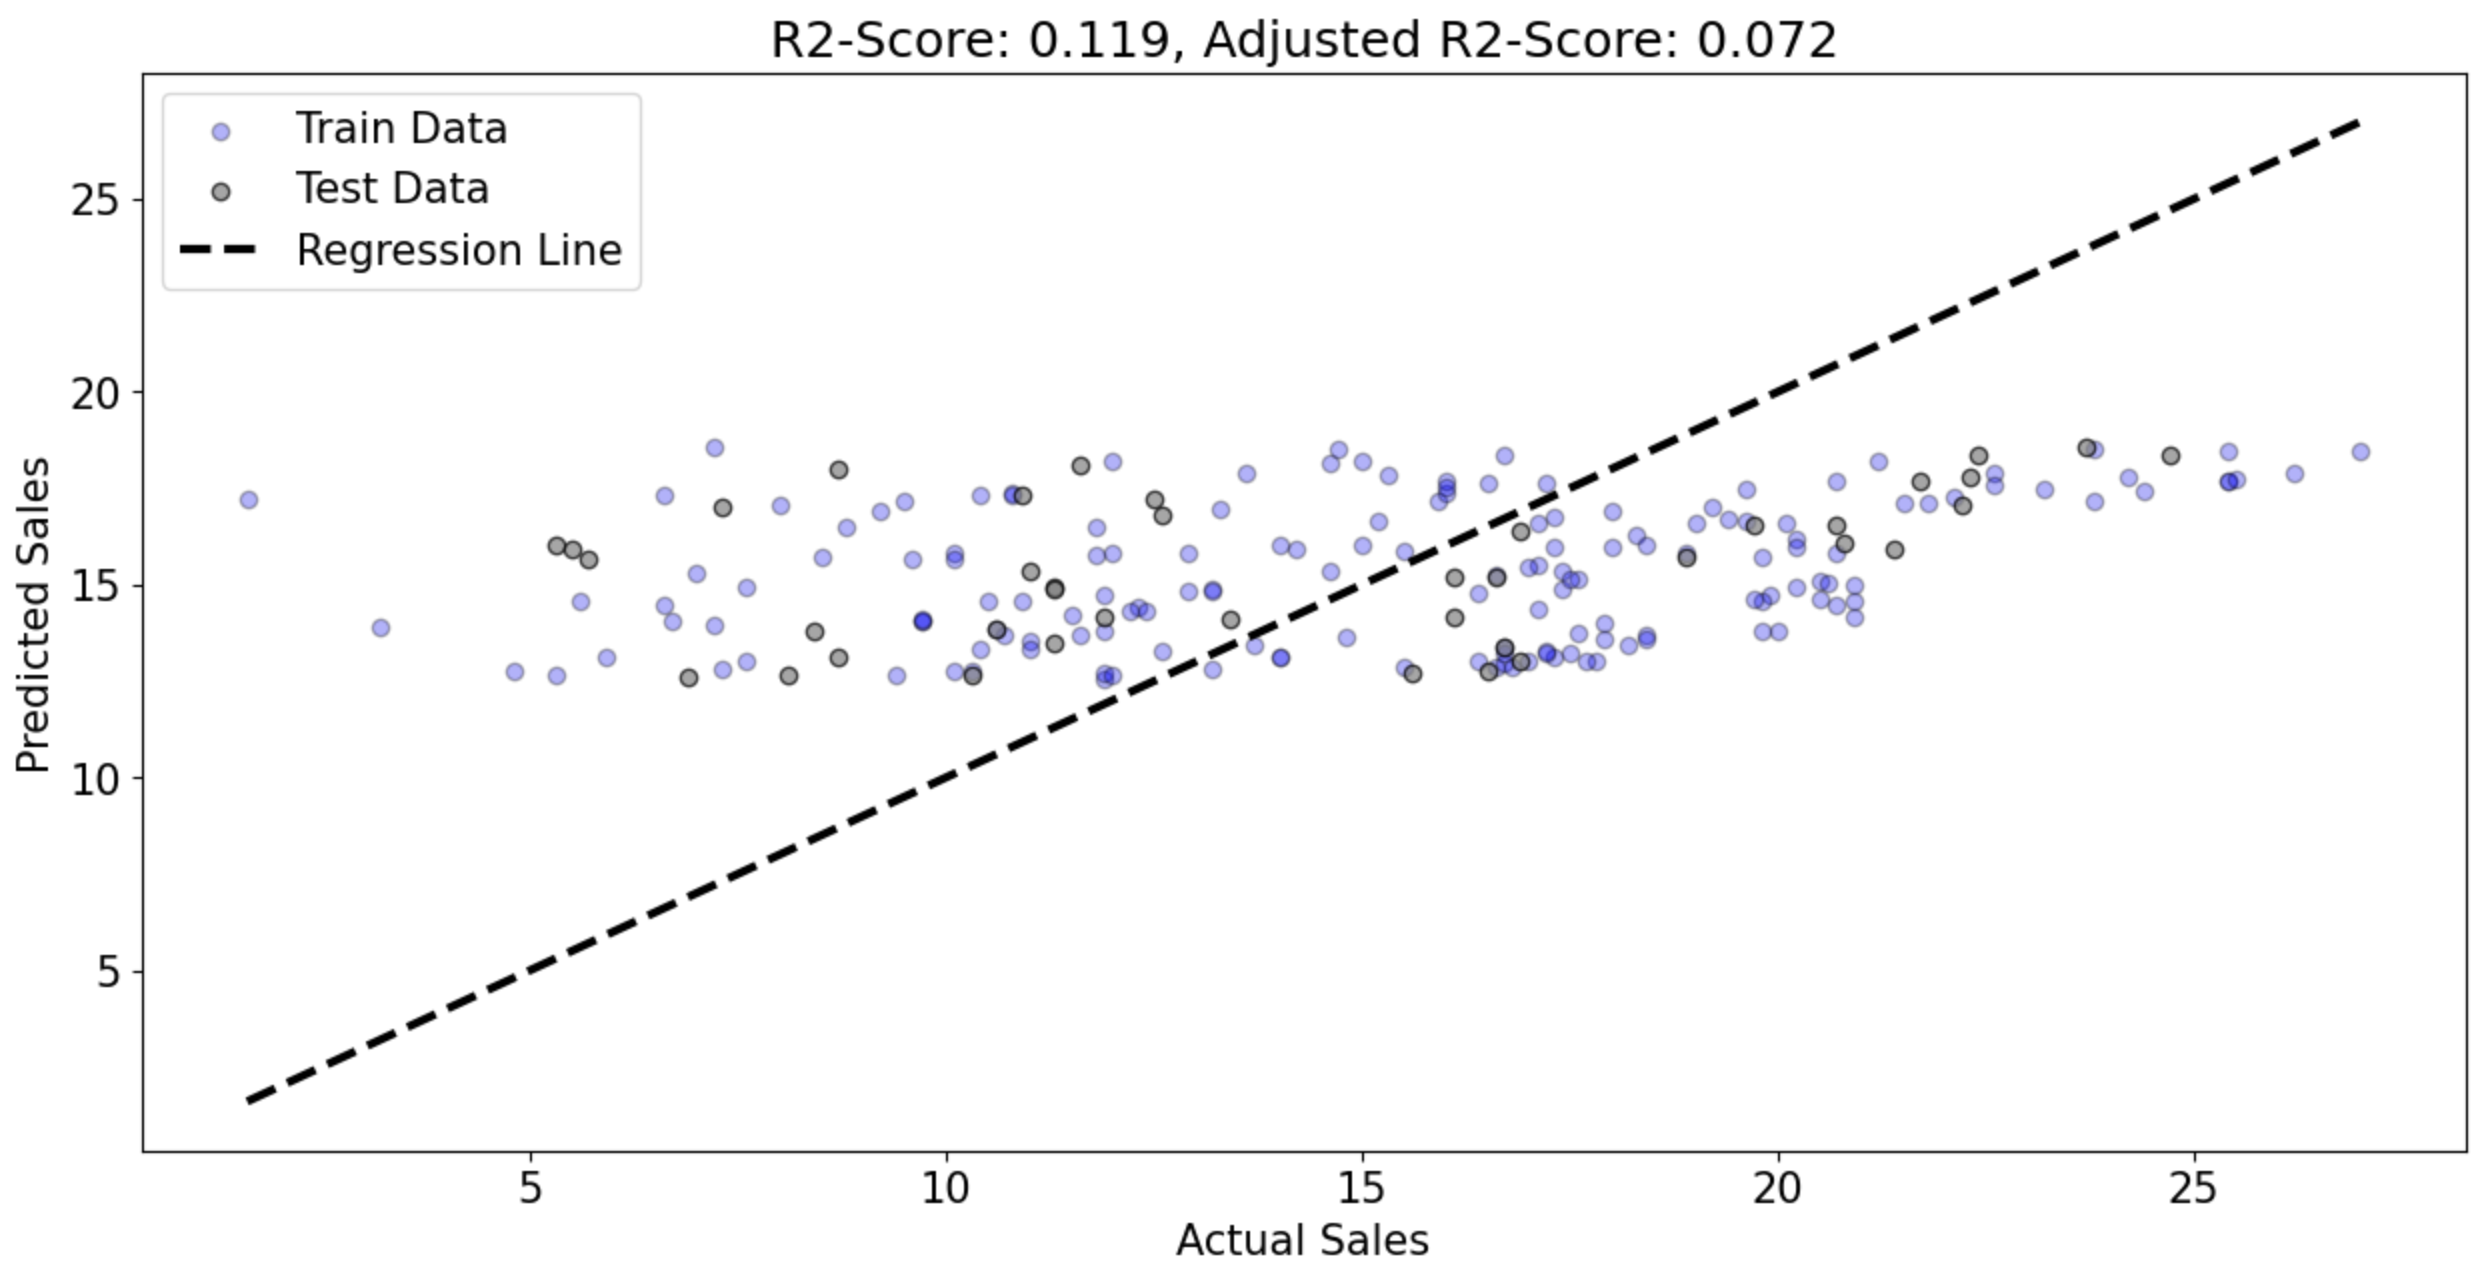 R2-Score: 0.119, Adjusted R2-Score: 0.072
Train Data
Test Data
Regression Line
25
20
15
10
5
Predicted Sales
5
10
15
20
25
Actual Sales